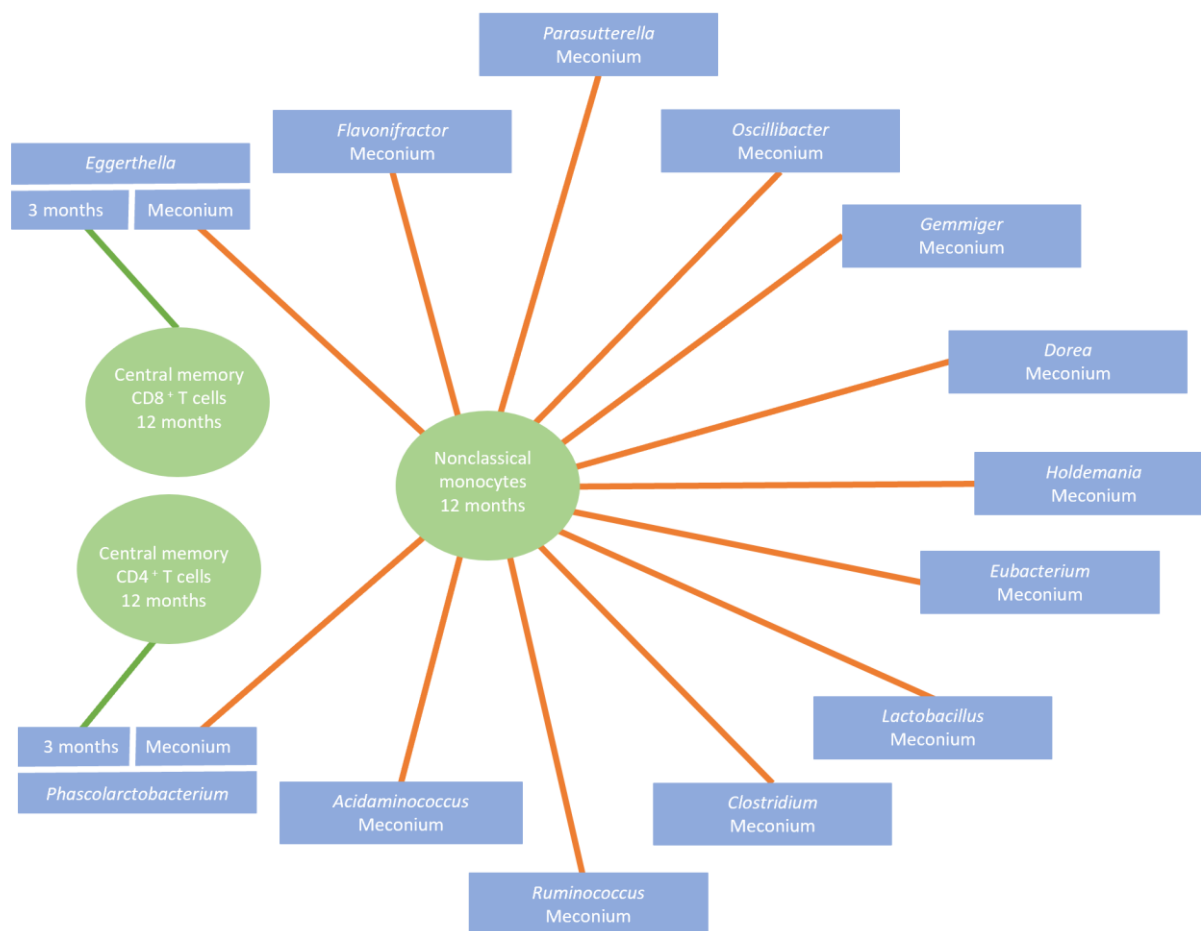 Parasutterella
Meconium
Flavonifractor
Meconium
Oscillibacter
Meconium
Eggerthella
3 months
Meconium
Gemmiger
Meconium
Central memory
CD8 + T cells
12 months
Dorea
Meconium
Nonclassical
monocytes
12 months
Holdemania
Meconium
Central memory
CD4 + T cells
12 months
Eubacterium
Meconium
Lactobacillus
Meconium
3 months
Meconium
Phascolarctobacterium
Acidaminococcus
Meconium
Clostridium
Meconium
Ruminococcus
Meconium